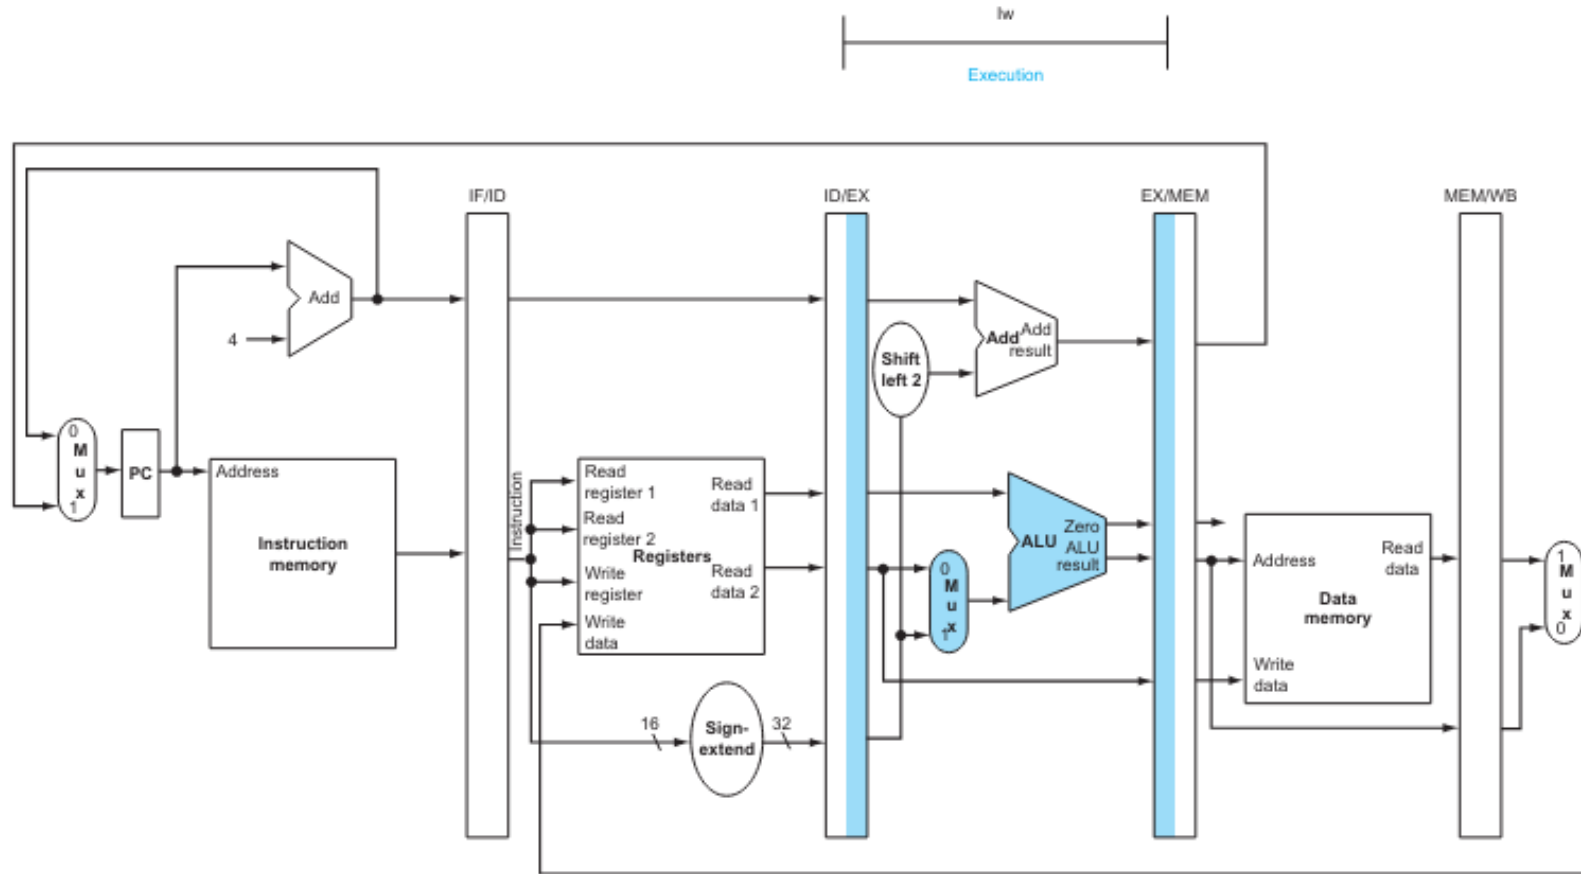 lw
Execution
IF/ID
ID/EX
EX/MEM
MEM/WB
Add
4
Shift
left 2
Add
Add
result
0
M
u
x
1
PC
Address
Instruction
memory
Instruction
Read
register 1
Read
register 2
Registers
Write
register
Write
data
Read
data 1
Read
data 2
16
Sign-
extend
32
0
M
u
x
1
ALU
Zero
ALU
result
Address
Data
memory
Read
data
Write
data
1
M
u
x
0